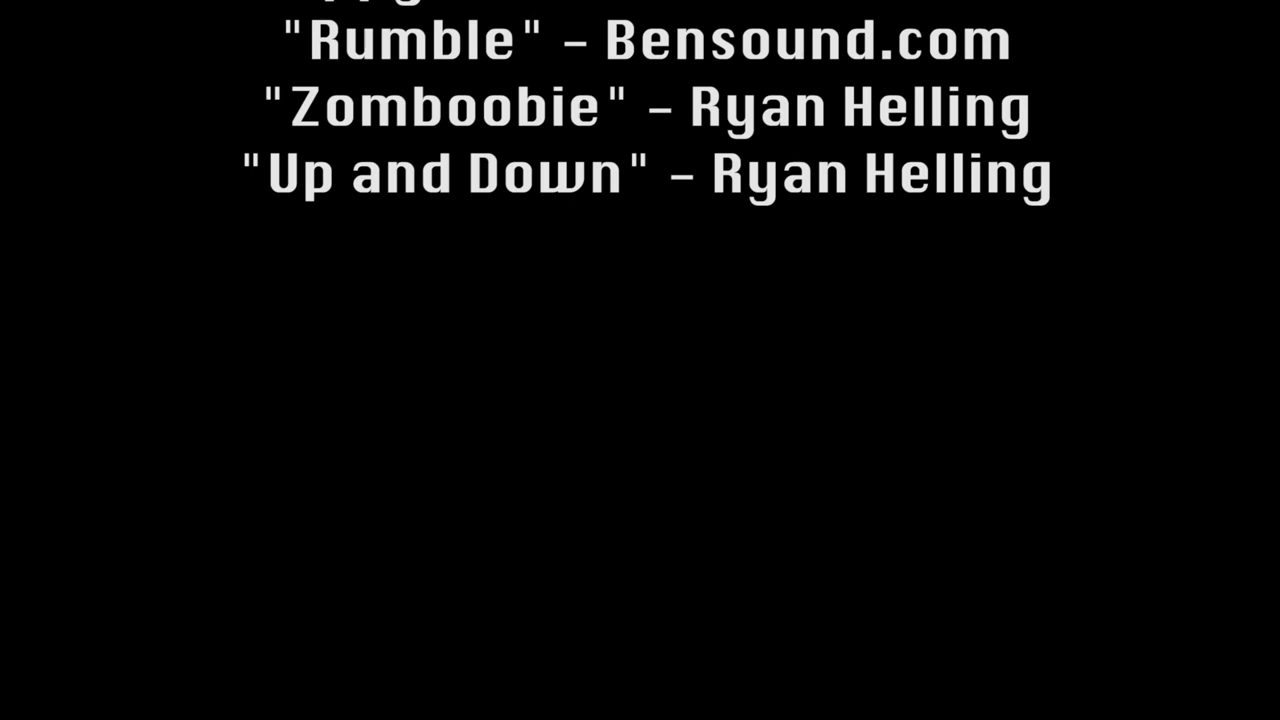 "Rumble" - Bensound.com
"Zomboobie" - Ryan Helling
"Up and Down" - Ryan Helling